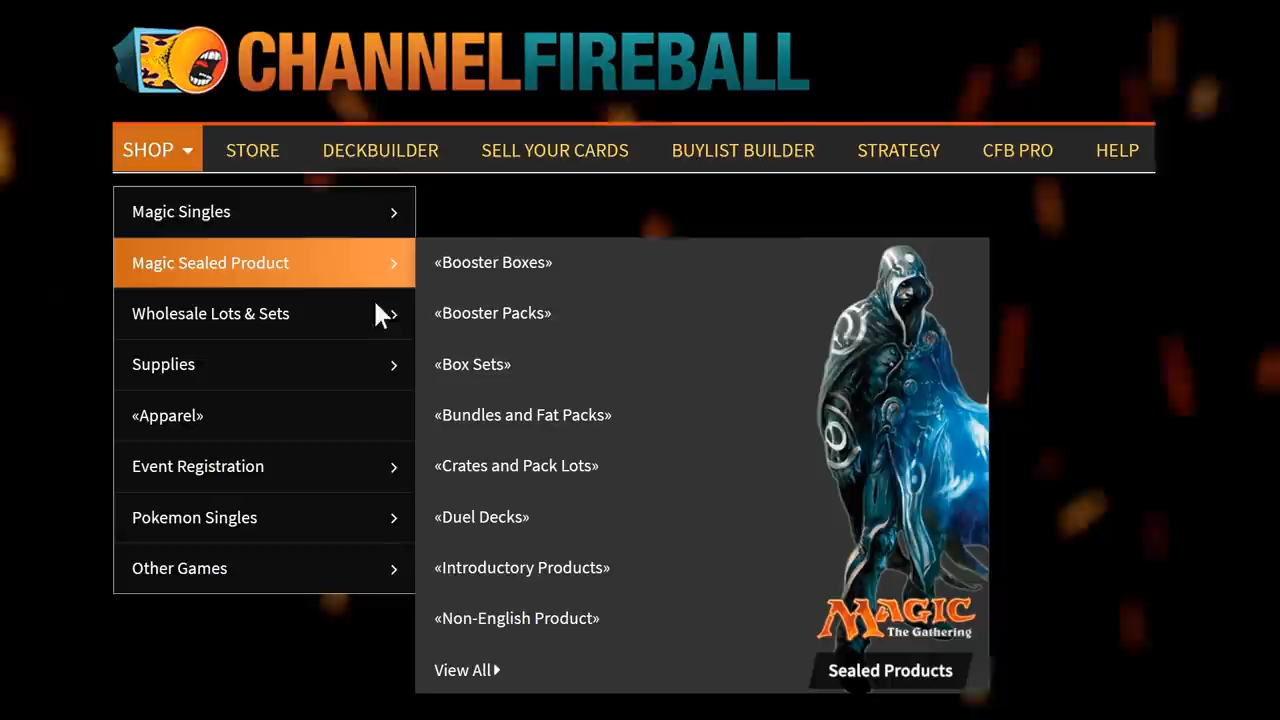 CHANNELFIREBALL
SHOP STORE DECKBUILDER SELL YOUR CARDS BUYLIST BUILDER STRATEGY CFB PRO HELP
Magic Singles
Magic Sealed Product
Wholesale Lots & Sets
Supplies
«Apparel»
Event Registration
Pokemon Singles
Other Games
«Booster Boxes»
«Booster Packs»
«Box Sets»
«Bundles and Fat Packs»
«Crates and Pack Lots»
«Duel Decks»
«Introductory Products»
«Non-English Product»
View All
MAGIC
The Gathering
Sealed Products